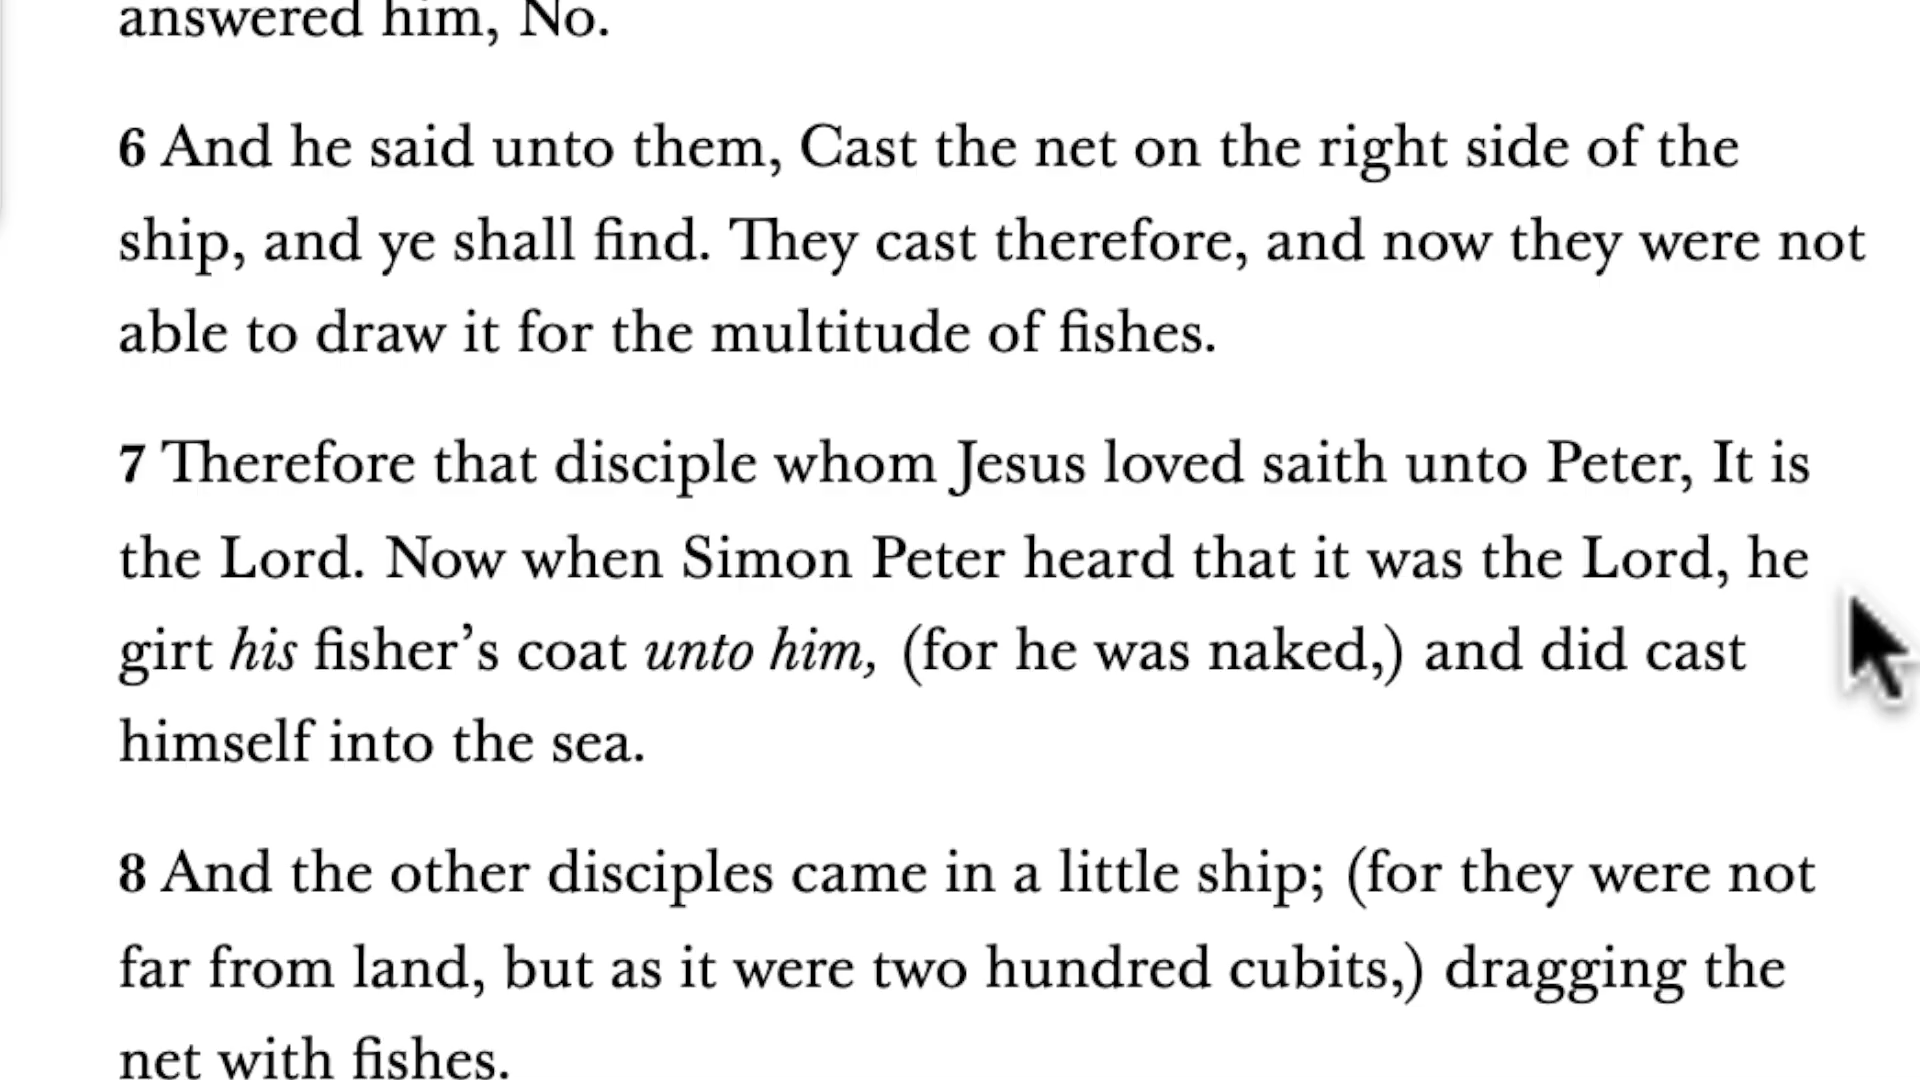 answered him, No.
6 And he said unto them, Cast the net on the right side of the
ship, and ye shall find. They cast therefore, and now they were not
able to draw it for the multitude of fishes.
7 Therefore that disciple whom Jesus loved saith unto Peter, It is
the Lord. Now when Simon Peter heard that it was the Lord, he
girt his fisher’s coat unto him, (for he was naked,) and did cast
himself into the sea.
8 And the other disciples came in a little ship; (for they were not
far from land, but as it were two hundred cubits,) dragging the
net with fishes.